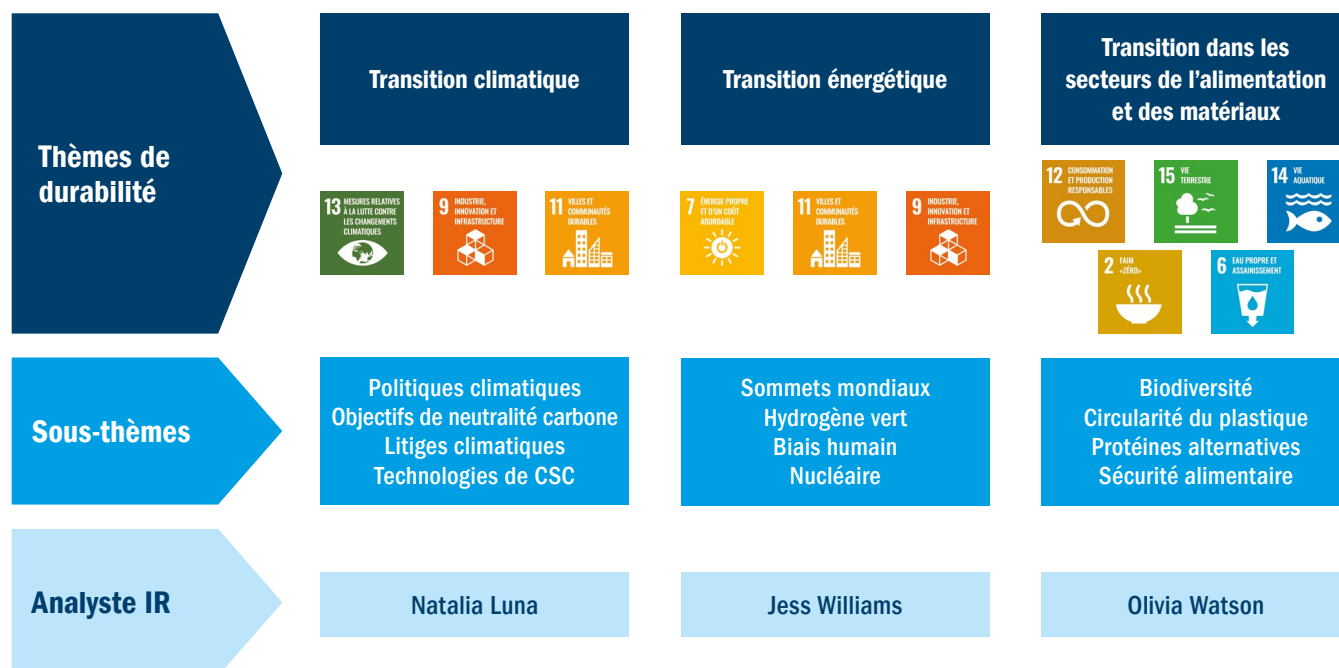 Thèmes de
durabilité
Transition climatique
Transition énergétique
Transition dans les
secteurs de l’alimentation
et des matériaux
13 MESURES RELATIVES
À LA LUTTE CONTRE
LES CHANGEMENTS
CLIMATIQUES
9 INDUSTRIE,
INNOVATION ET
INFRASTRUCTURE
11 VILLES ET
COMMUNAUTÉS
DURABLES
7 ÉNERGIE PROPRE
ET D’UN COÛT
ABORDABLE
11 VILLES ET
COMMUNAUTÉS
DURABLES
9 INDUSTRIE,
INNOVATION ET
INFRASTRUCTURE
12 CONSOMMATION
ET PRODUCTION
RESPONSABLES
15 VIE
TERRESTRE
14 VIE
AQUATIQUE
2 FAIM
«ZÉRO»
6 EAU PROPRE ET
ASSAINISSEMENT
Sous-thèmes
Politiques climatiques
Objectifs de neutralité carbone
Litiges climatiques
Technologies de CSC
Sommets mondiaux
Hydrogène vert
Biais humain
Nucléaire
Biodiversité
Circularité du plastique
Protéines alternatives
Sécurité alimentaire
Analyste IR
Natalia Luna
Jess Williams
Olivia Watson